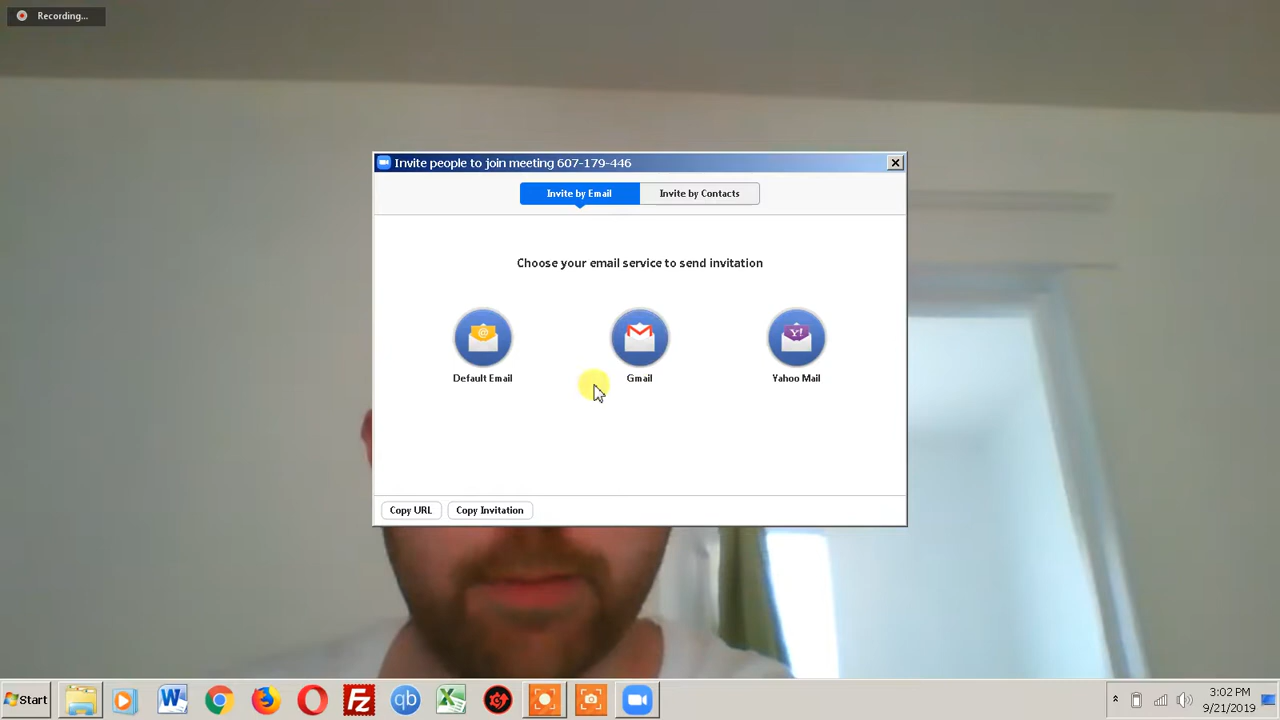 Recording...
Invite people to join meeting 607-179-446
Invite by Email
Invite by Contacts
Choose your email service to send invitation
@
Y!
Default Email
Gmail
Yahoo Mail
Copy URL
Copy Invitation
Start
W
Fz
qb
X
3:02 PM
9/21/2019